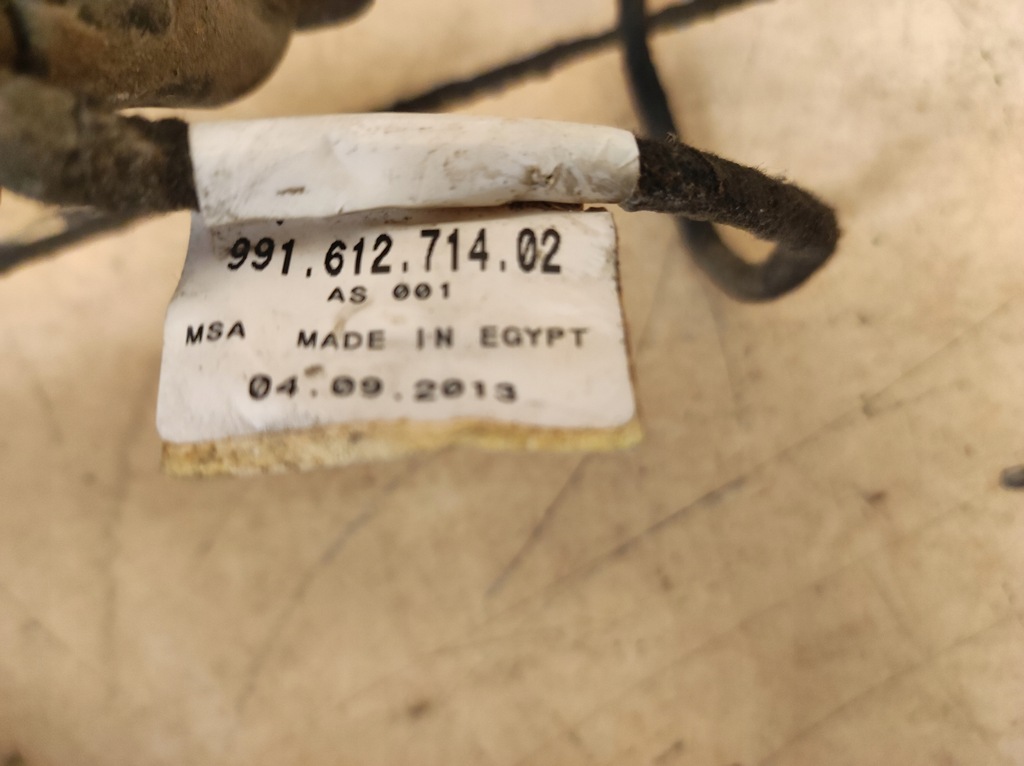 991.612.714.02
AS 001
MSA MADE IN EGYPT
04.09.2013